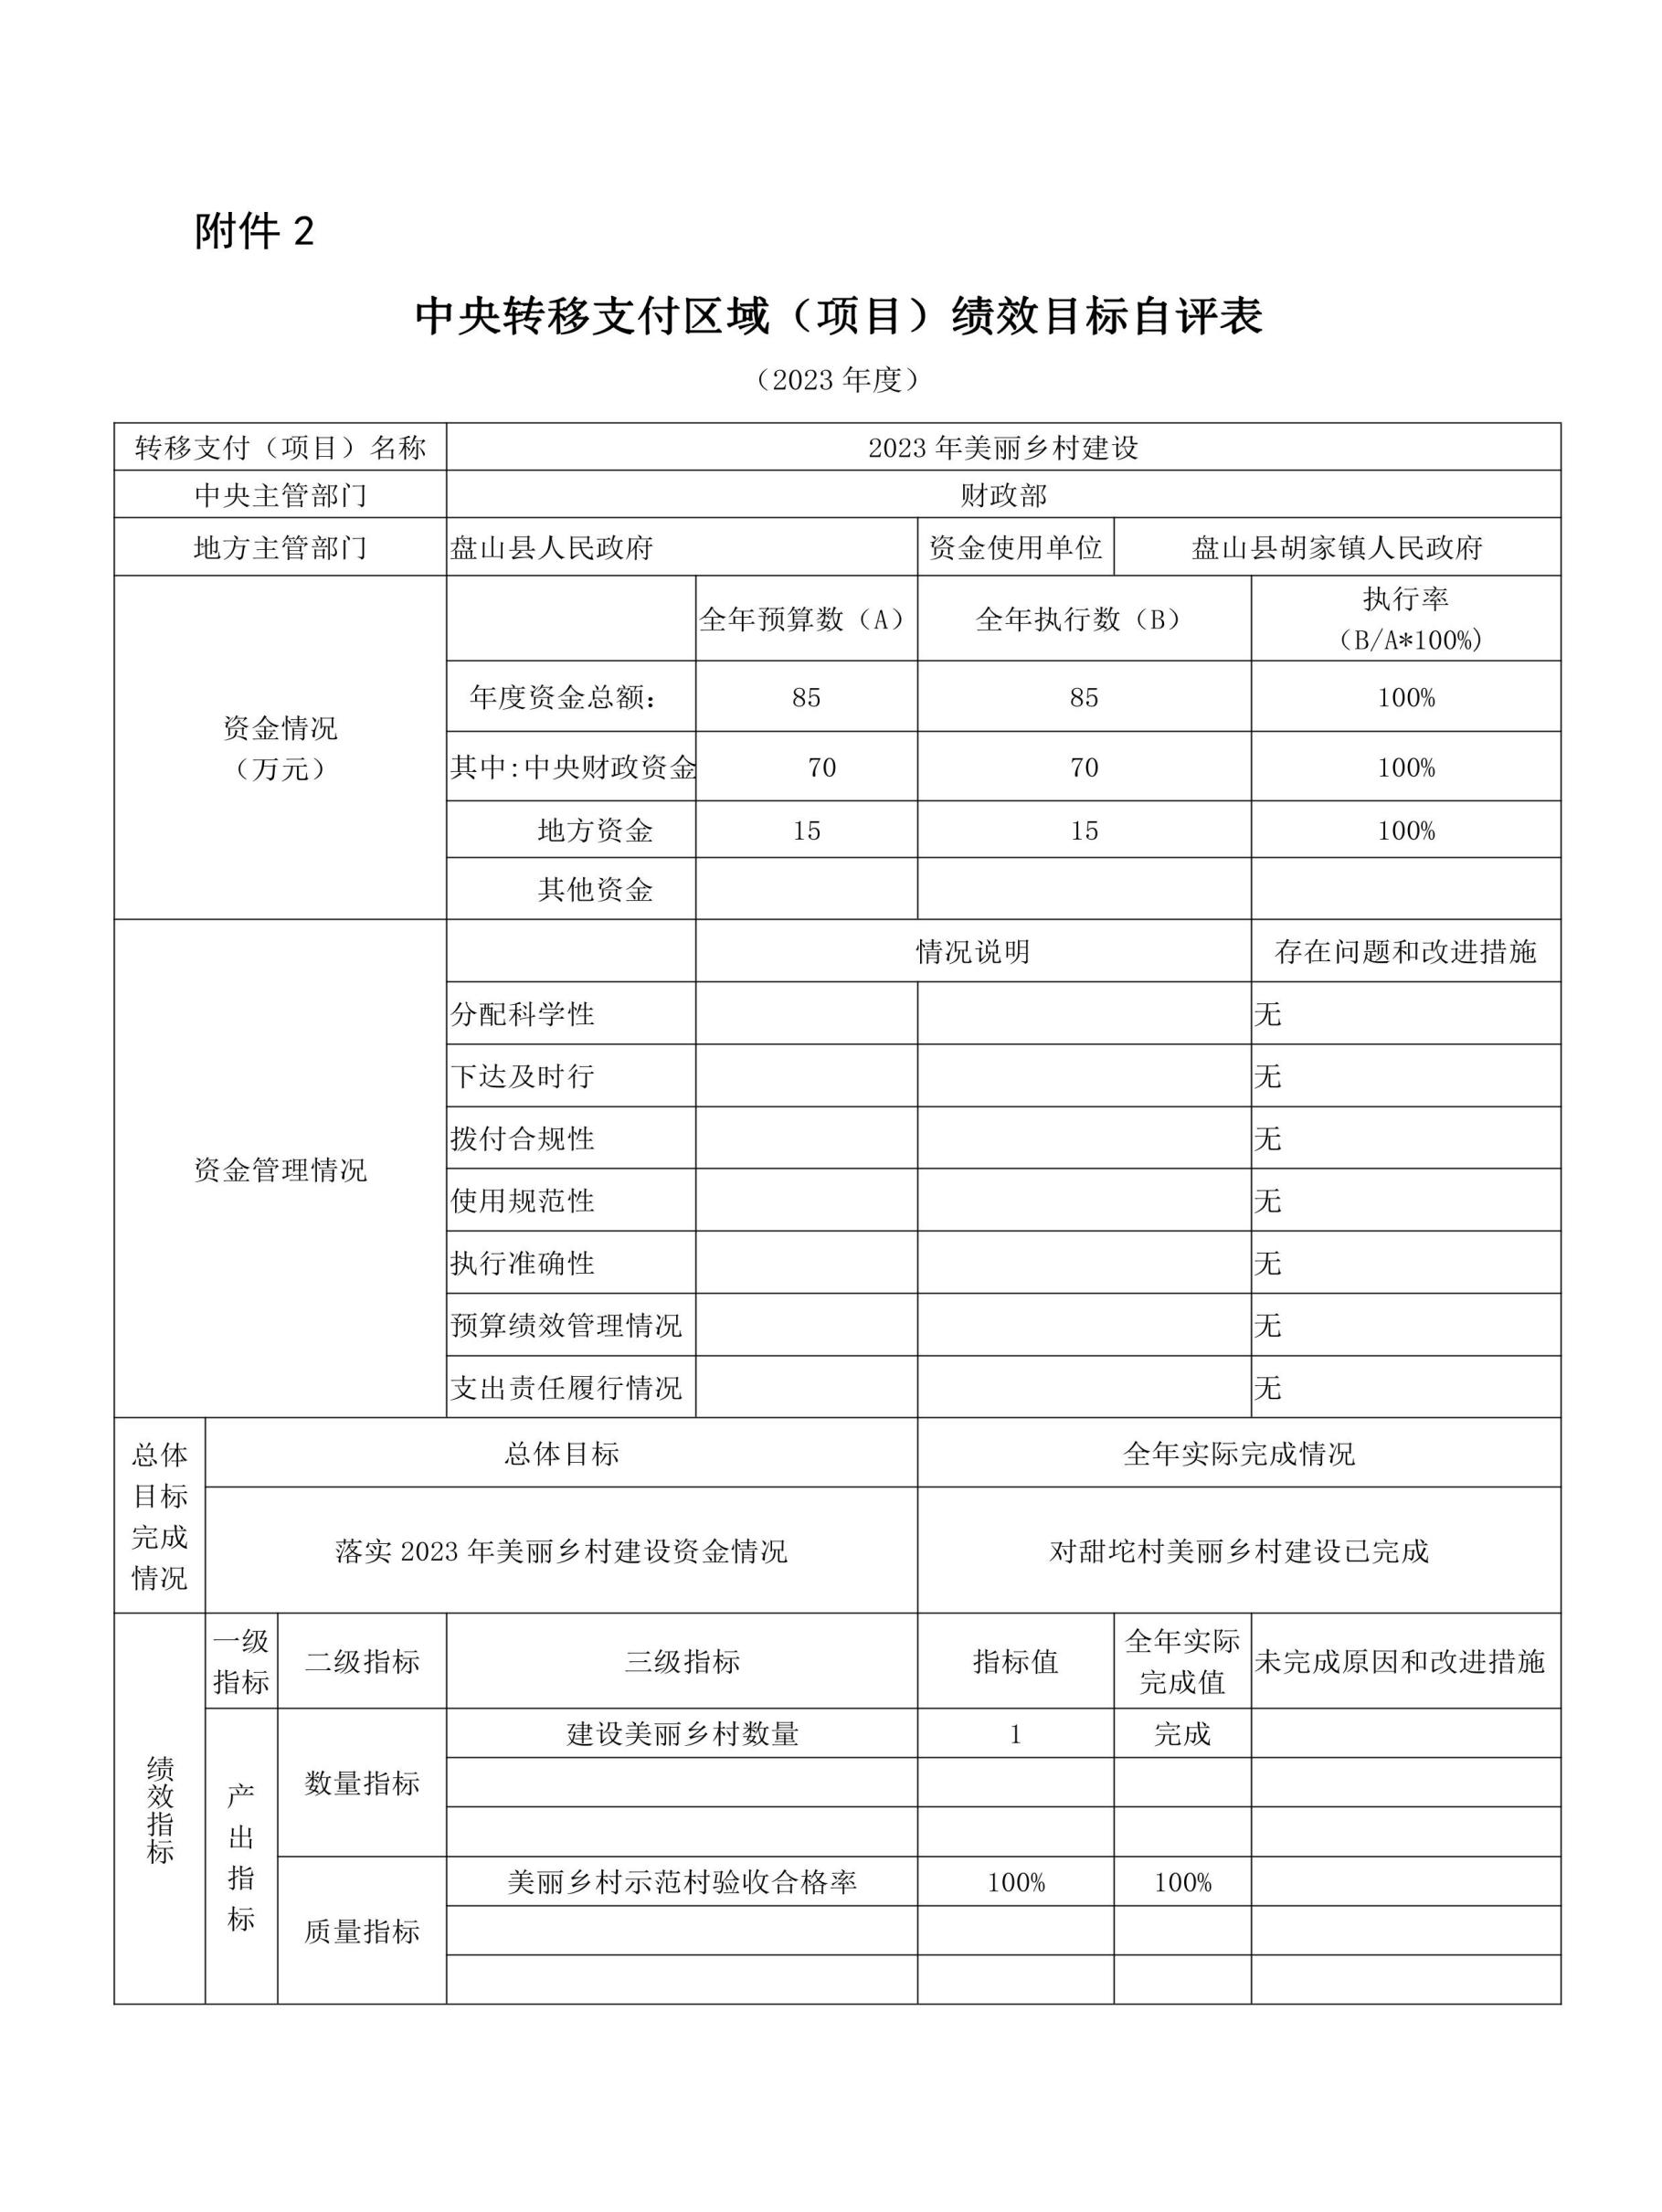 附件 2
中央转移支付区域（项目）绩效目标自评表
（2023 年度）
转移支付（项目）名称 2023 年美丽乡村建设
中央主管部门 财政部
地方主管部门 盘山县人民政府 资金使用单位 盘山县胡家镇人民政府
资金情况
（万元）
全年预算数（A） 全年执行数（B） 执行率
（B/A*100%）
年度资金总额： 85 85 100%
其中:中央财政资金 70 70 100%
地方资金 15 15 100%
其他资金
资金管理情况
情况说明 存在问题和改进措施
分配科学性 无
下达及时行 无
拨付合规性 无
使用规范性 无
执行准确性 无
预算绩效管理情况 无
支出责任履行情况 无
总体
目标
完成
情况
总体目标 全年实际完成情况
落实 2023 年美丽乡村建设资金情况 对甜坨村美丽乡村建设已完成
绩
效
指
标
一级
指标
二级指标 三级指标 指标值 全年实际
完成值
未完成原因和改进措施
产
出
指
标
数量指标
建设美丽乡村数量 1 完成
质量指标
美丽乡村示范村验收合格率 100% 100%